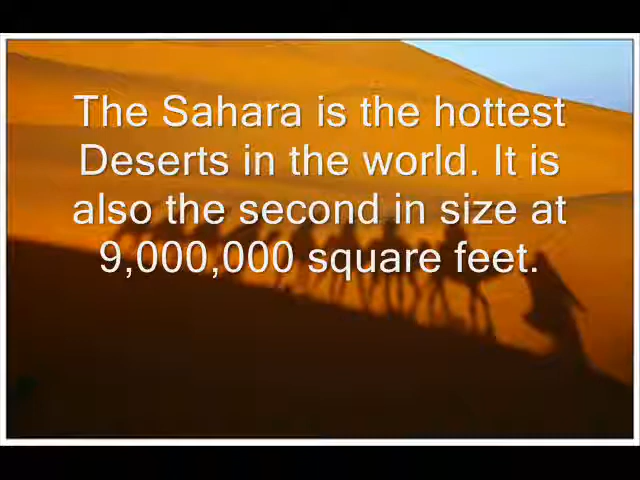 The Sahara is the hottest
Deserts in the world. It is
also the second in size at
9,000,000 square feet.